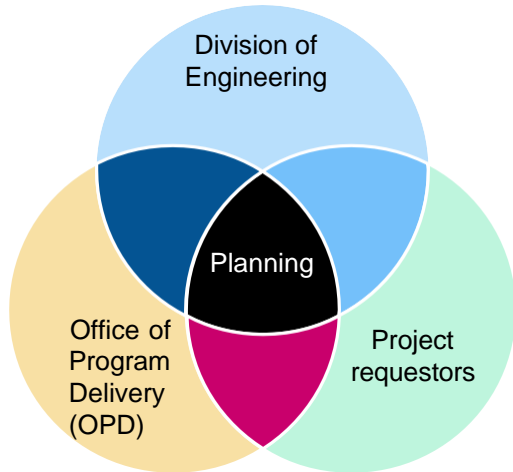 Division of
Engineering
Planning
Office of
Program
Delivery
(OPD)
Project
requestors